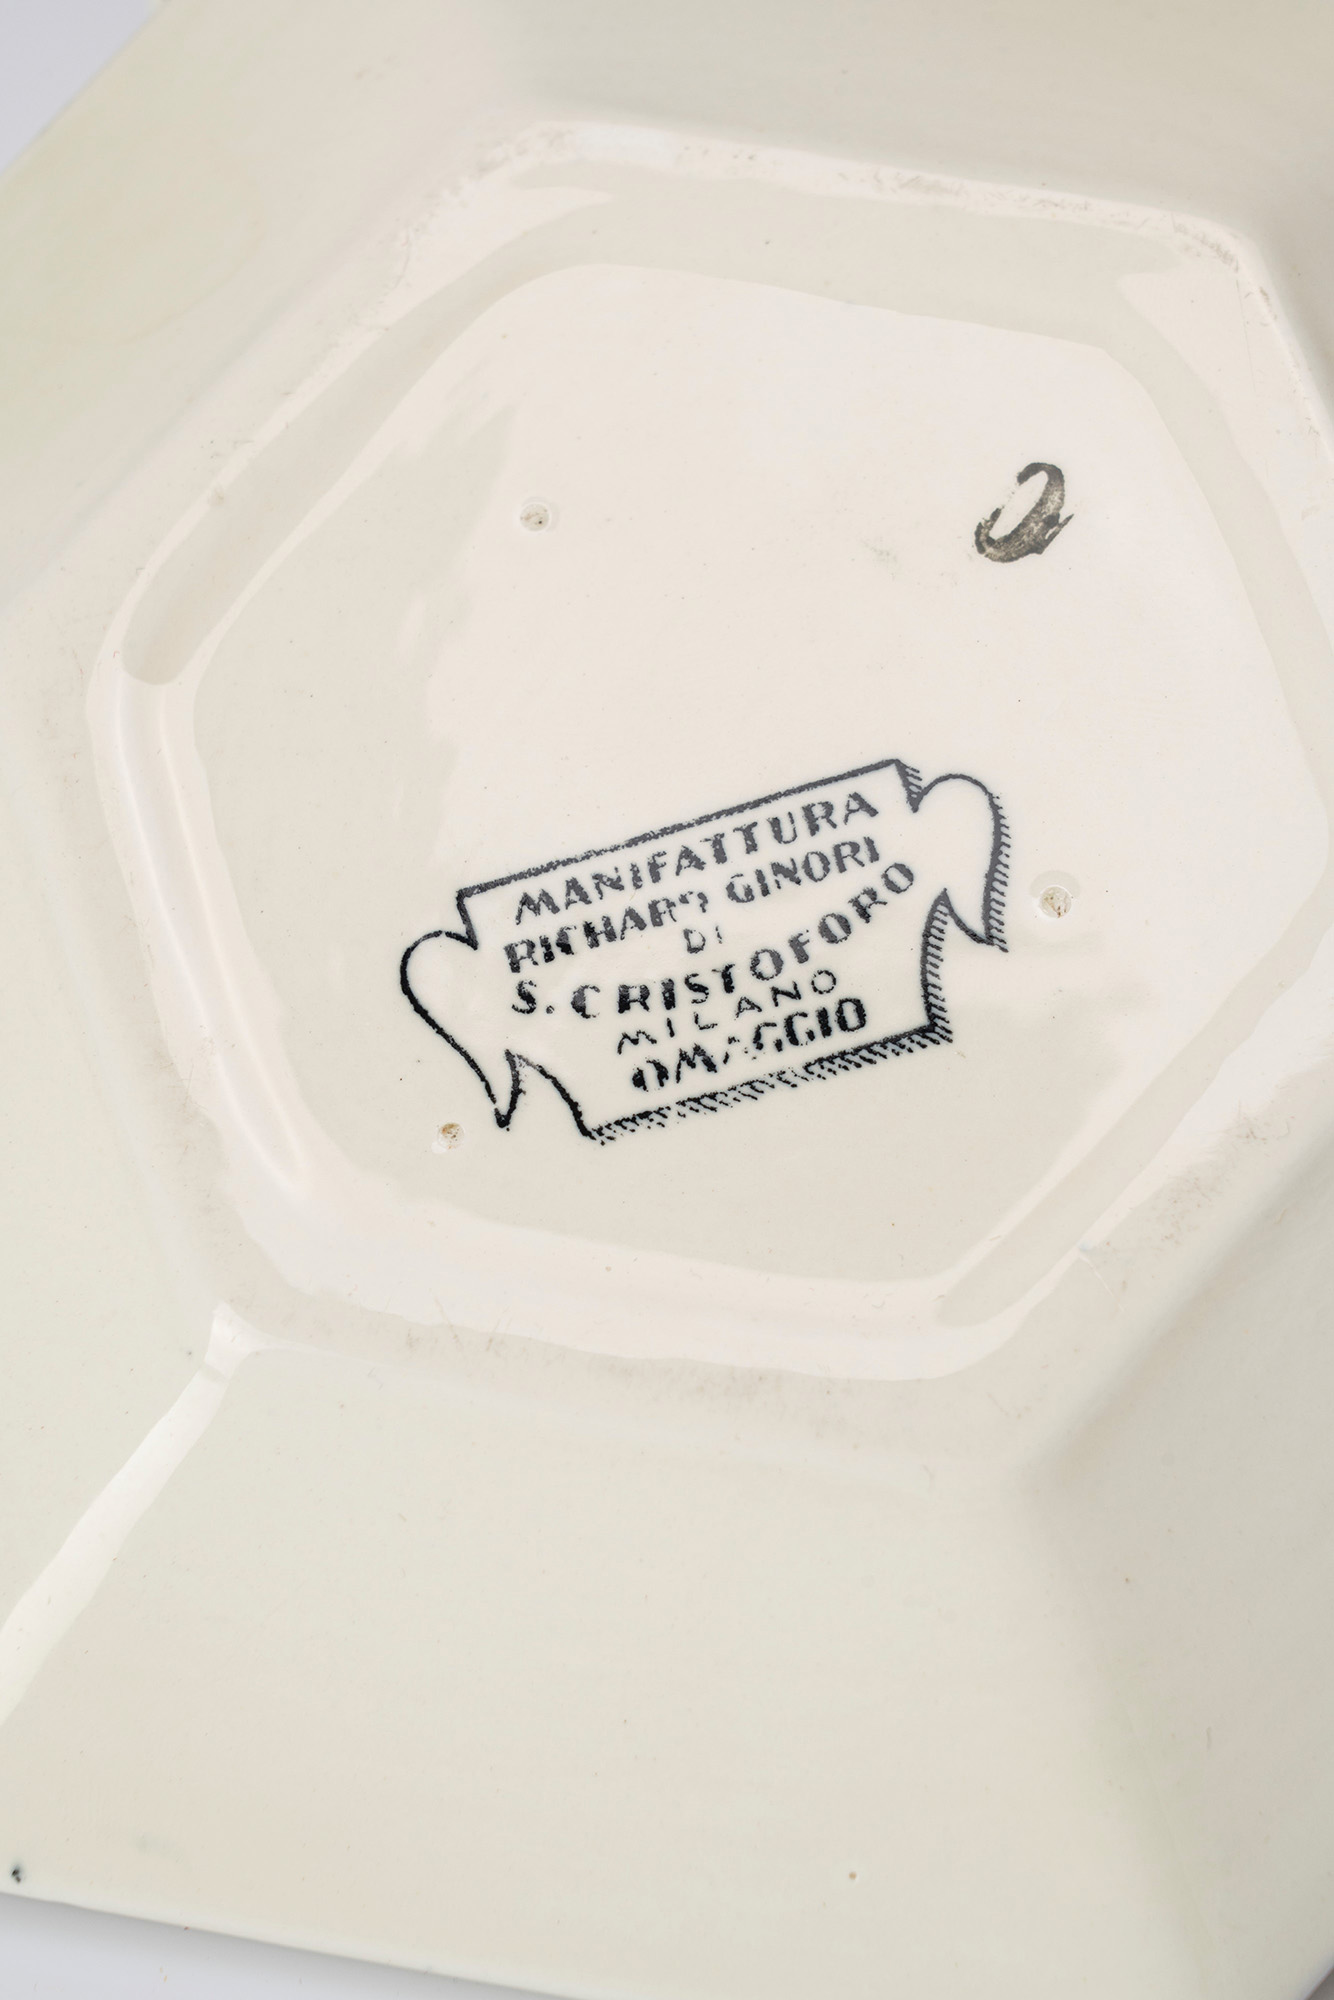 MANIFATTURA
RICHARD GINORI
DI
S. CRISTOFORO
MILANO
OMAGGIO